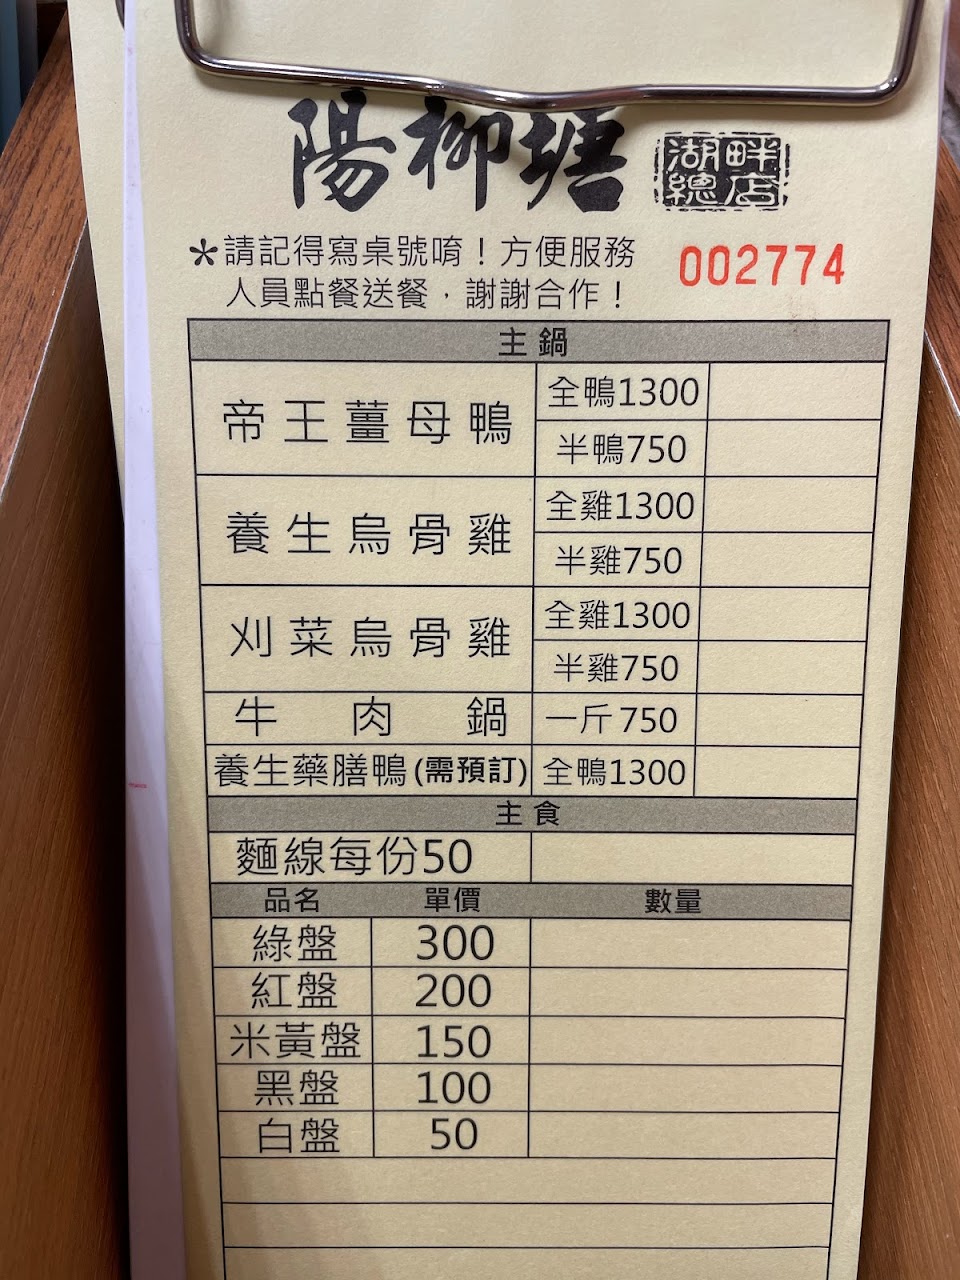 陽柳塘
湖畔
總店
＊請記得寫桌號唷！方便服務
人員點餐送餐，謝謝合作！
002774
主鍋
帝王薑母鴨
全鴨1300
半鴨750
養生烏骨雞
全雞1300
半雞750
刈菜烏骨雞
全雞1300
半雞750
牛肉鍋 一斤750
養生藥膳鴨(需預訂) 全鴨1300
主食
麵線每份50
品名 單價 數量
綠盤 300
紅盤 200
米黃盤 150
黑盤 100
白盤 50